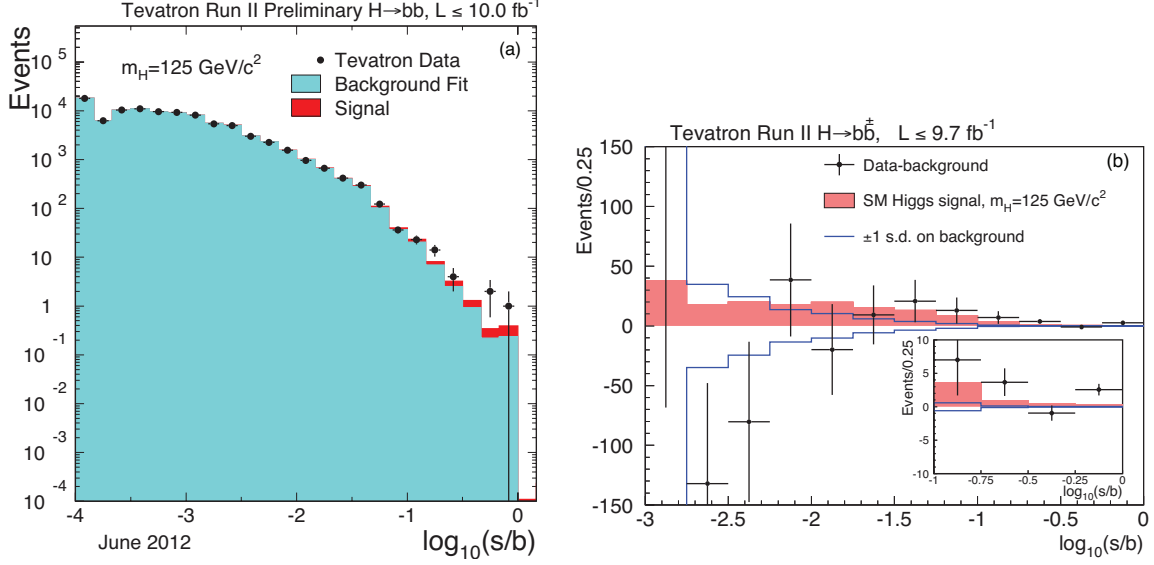 Tevatron Run II Preliminary H→bb, L ≤ 10.0 fb-1
(a)
mH=125 GeV/c2
Tevatron Data
Background Fit
Signal
Events
10 5
10 4
10 3
10 2
10
1
10 -1
10 -2
10 -3
10 -4
-4 -3 -2 -1 0
June 2012
log10(s/b)
Tevatron Run II H→bb̄, L ≤ 9.7 fb-1
±
(b)
Data-background
SM Higgs signal, mH=125 GeV/c2
±1 s.d. on background
Events/0.25
150
100
50
0
-50
-100
-150
-3 -2.5 -2 -1.5 -1 -0.5 0
log10(s/b)
Events/0.25
10
5
0
-5
-10
-1 -0.75 -0.5 -0.25 0
log10(s/b)